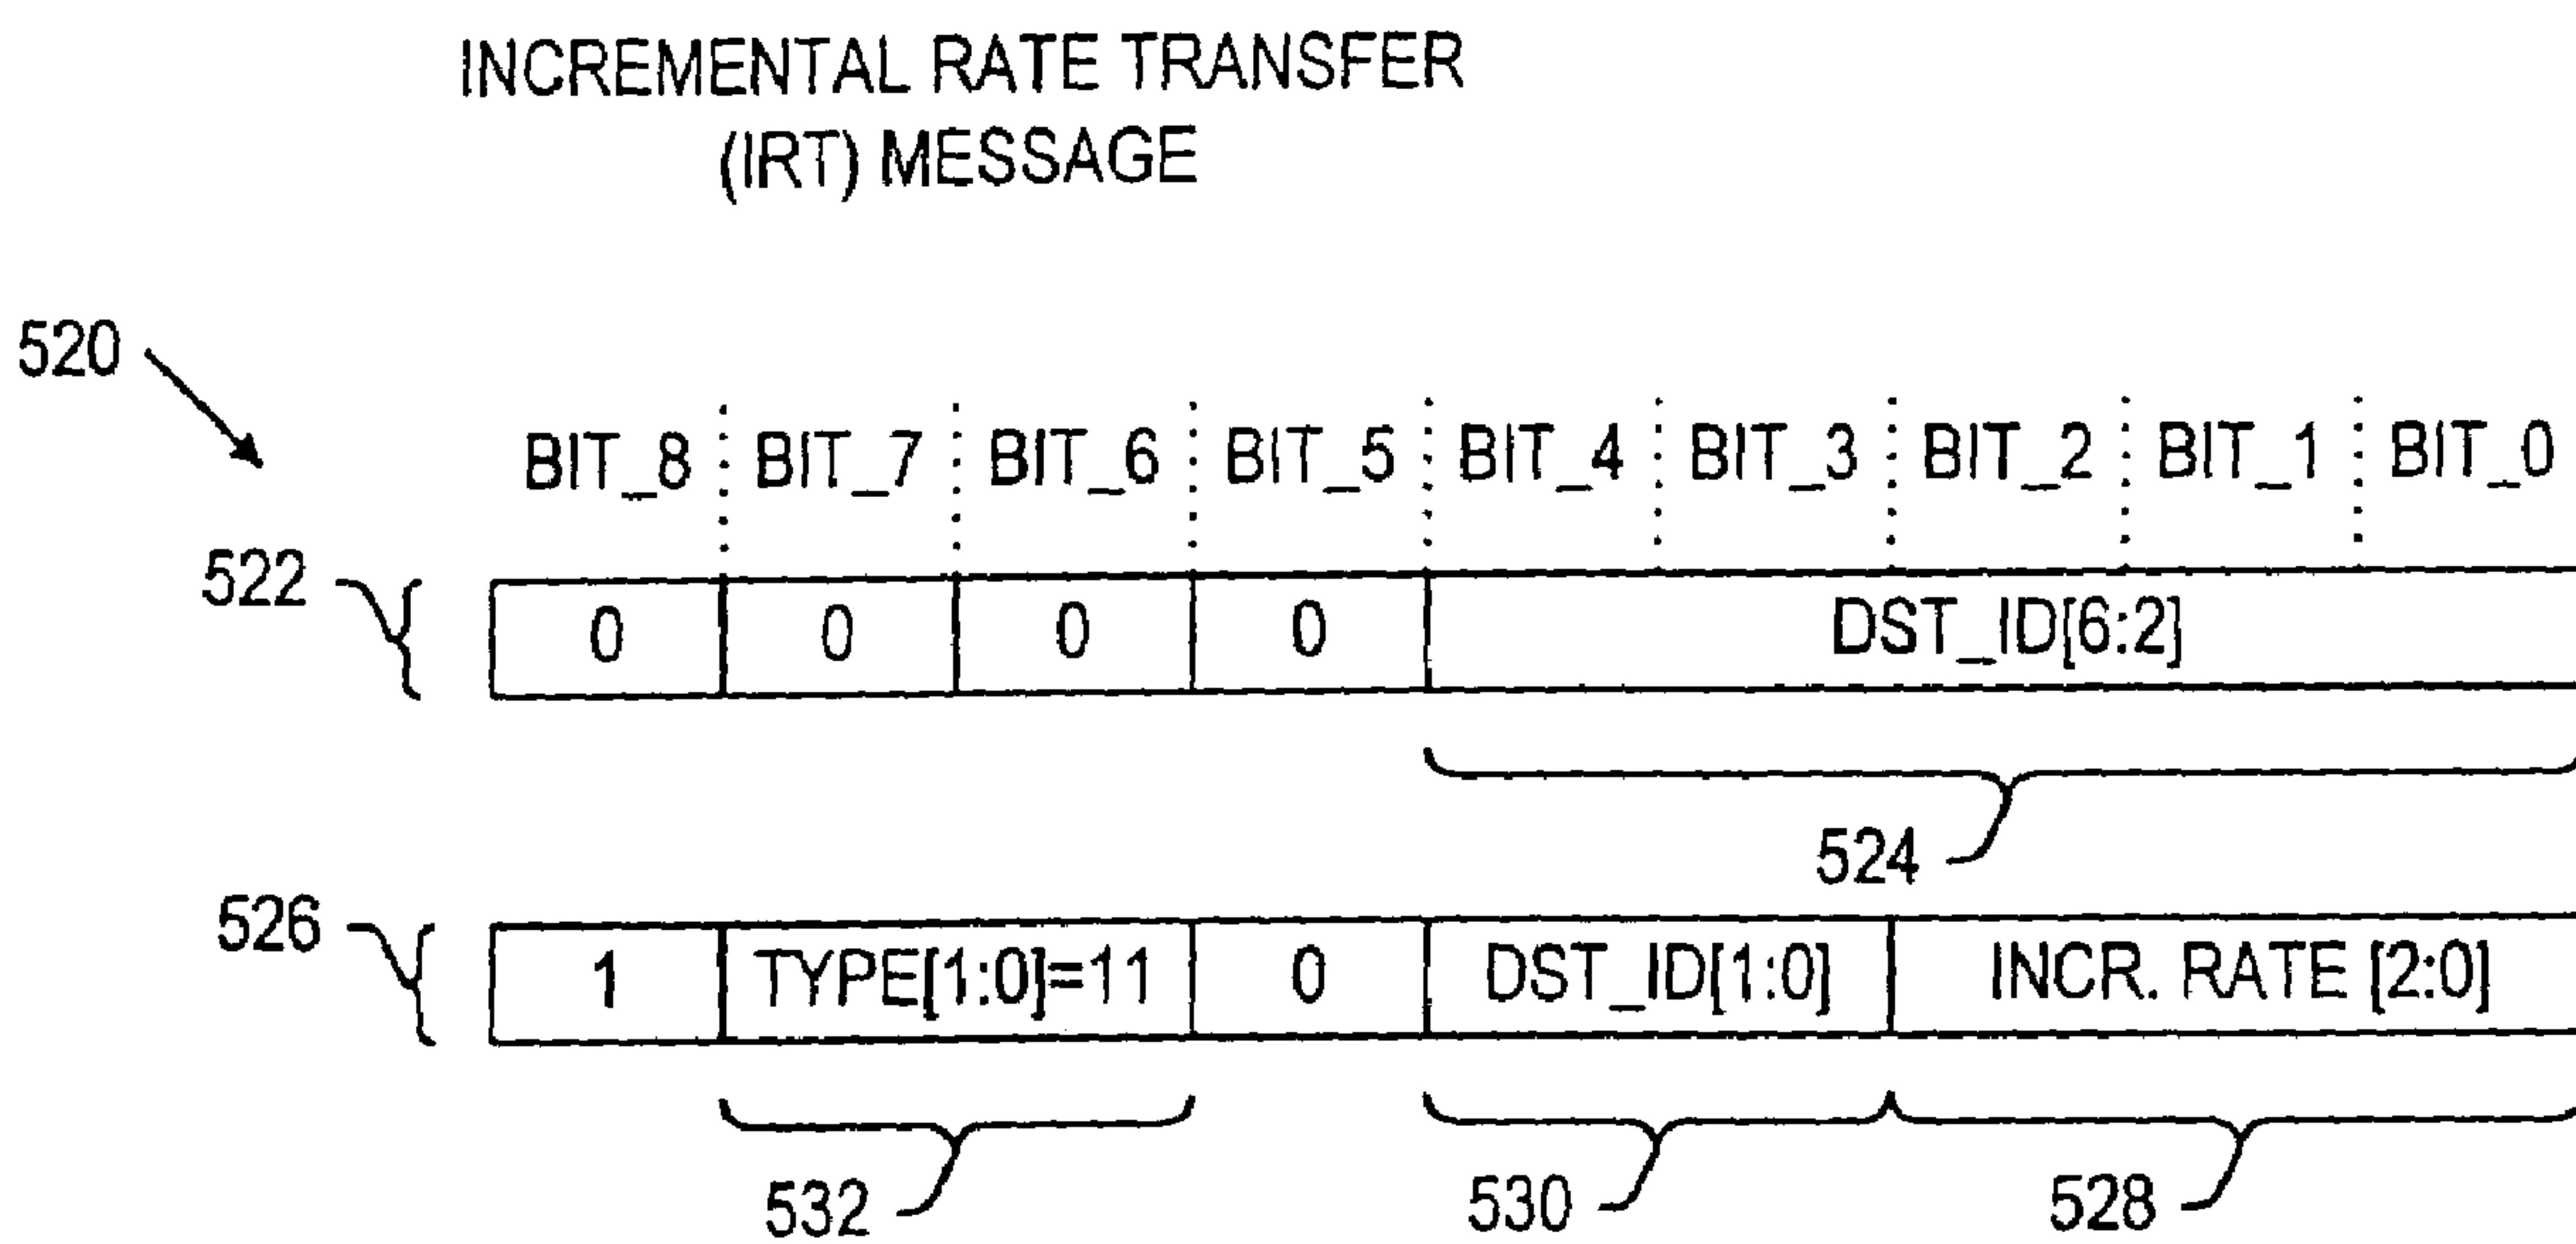 INCREMENTAL RATE TRANSFER
(IRT) MESSAGE
520
BIT_8 BIT_7 BIT_6 BIT_5 BIT_4 BIT_3 BIT_2 BIT_1 BIT_0
522
0 0 0 0 DST_ID[6:2]
524
526
1 TYPE[1:0]=11 0 DST_ID[1:0] INCR. RATE [2:0]
532 530 528